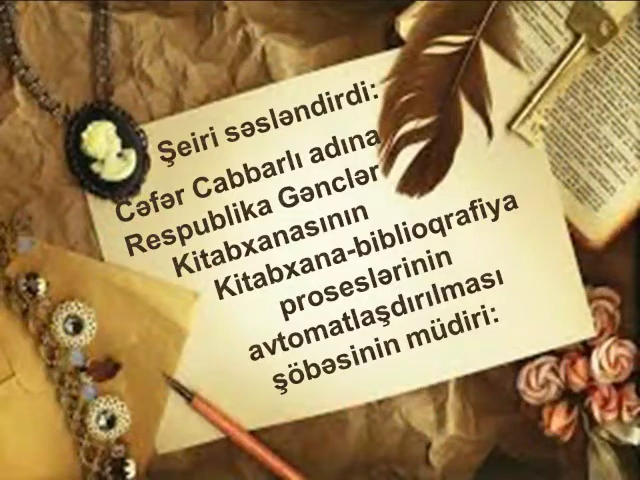 Şeiri səsləndirdi:
Cəfər Cabbarlı adına
Respublika Gənclər
Kitabxanasının
Kitabxana-biblioqrafiya
proseslərinin
avtomatlaşdırılması
şöbəsinin müdiri: